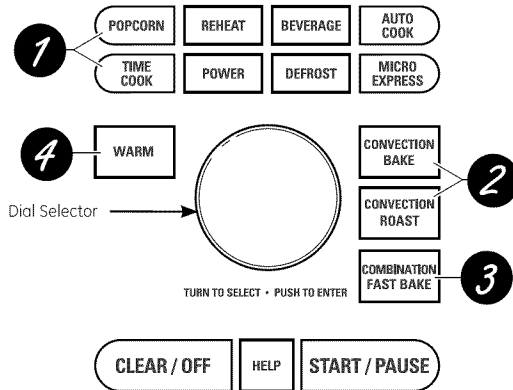 1
POPCORN
REHEAT
BEVERAGE
AUTO
COOK
TIME
COOK
POWER
DEFROST
MICRO
EXPRESS
4
WARM
Dial Selector
CONVECTION
BAKE
2
CONVECTION
ROAST
COMBINATION
FAST BAKE
3
TURN TO SELECT • PUSH TO ENTER
CLEAR / OFF
HELP
START / PAUSE